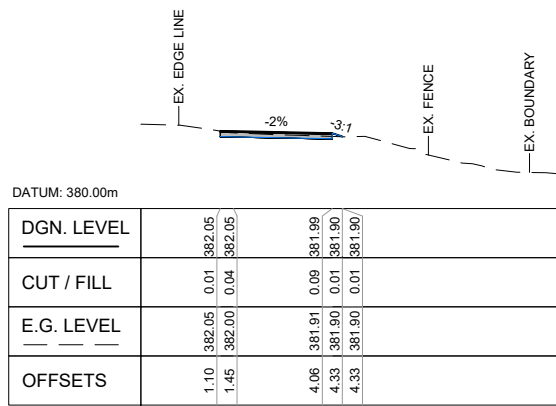 EX. EDGE LINE
-2%
-3:1
EX. FENCE
EX. BOUNDARY
DATUM: 380.00m
DGN. LEVEL 382.05 382.05 381.99 381.90 381.90
CUT / FILL 0.01 0.04 0.09 0.01 0.01
E.G. LEVEL 382.05 382.00 381.91 381.90 381.90
OFFSETS 1.10 1.45 4.06 4.33 4.33